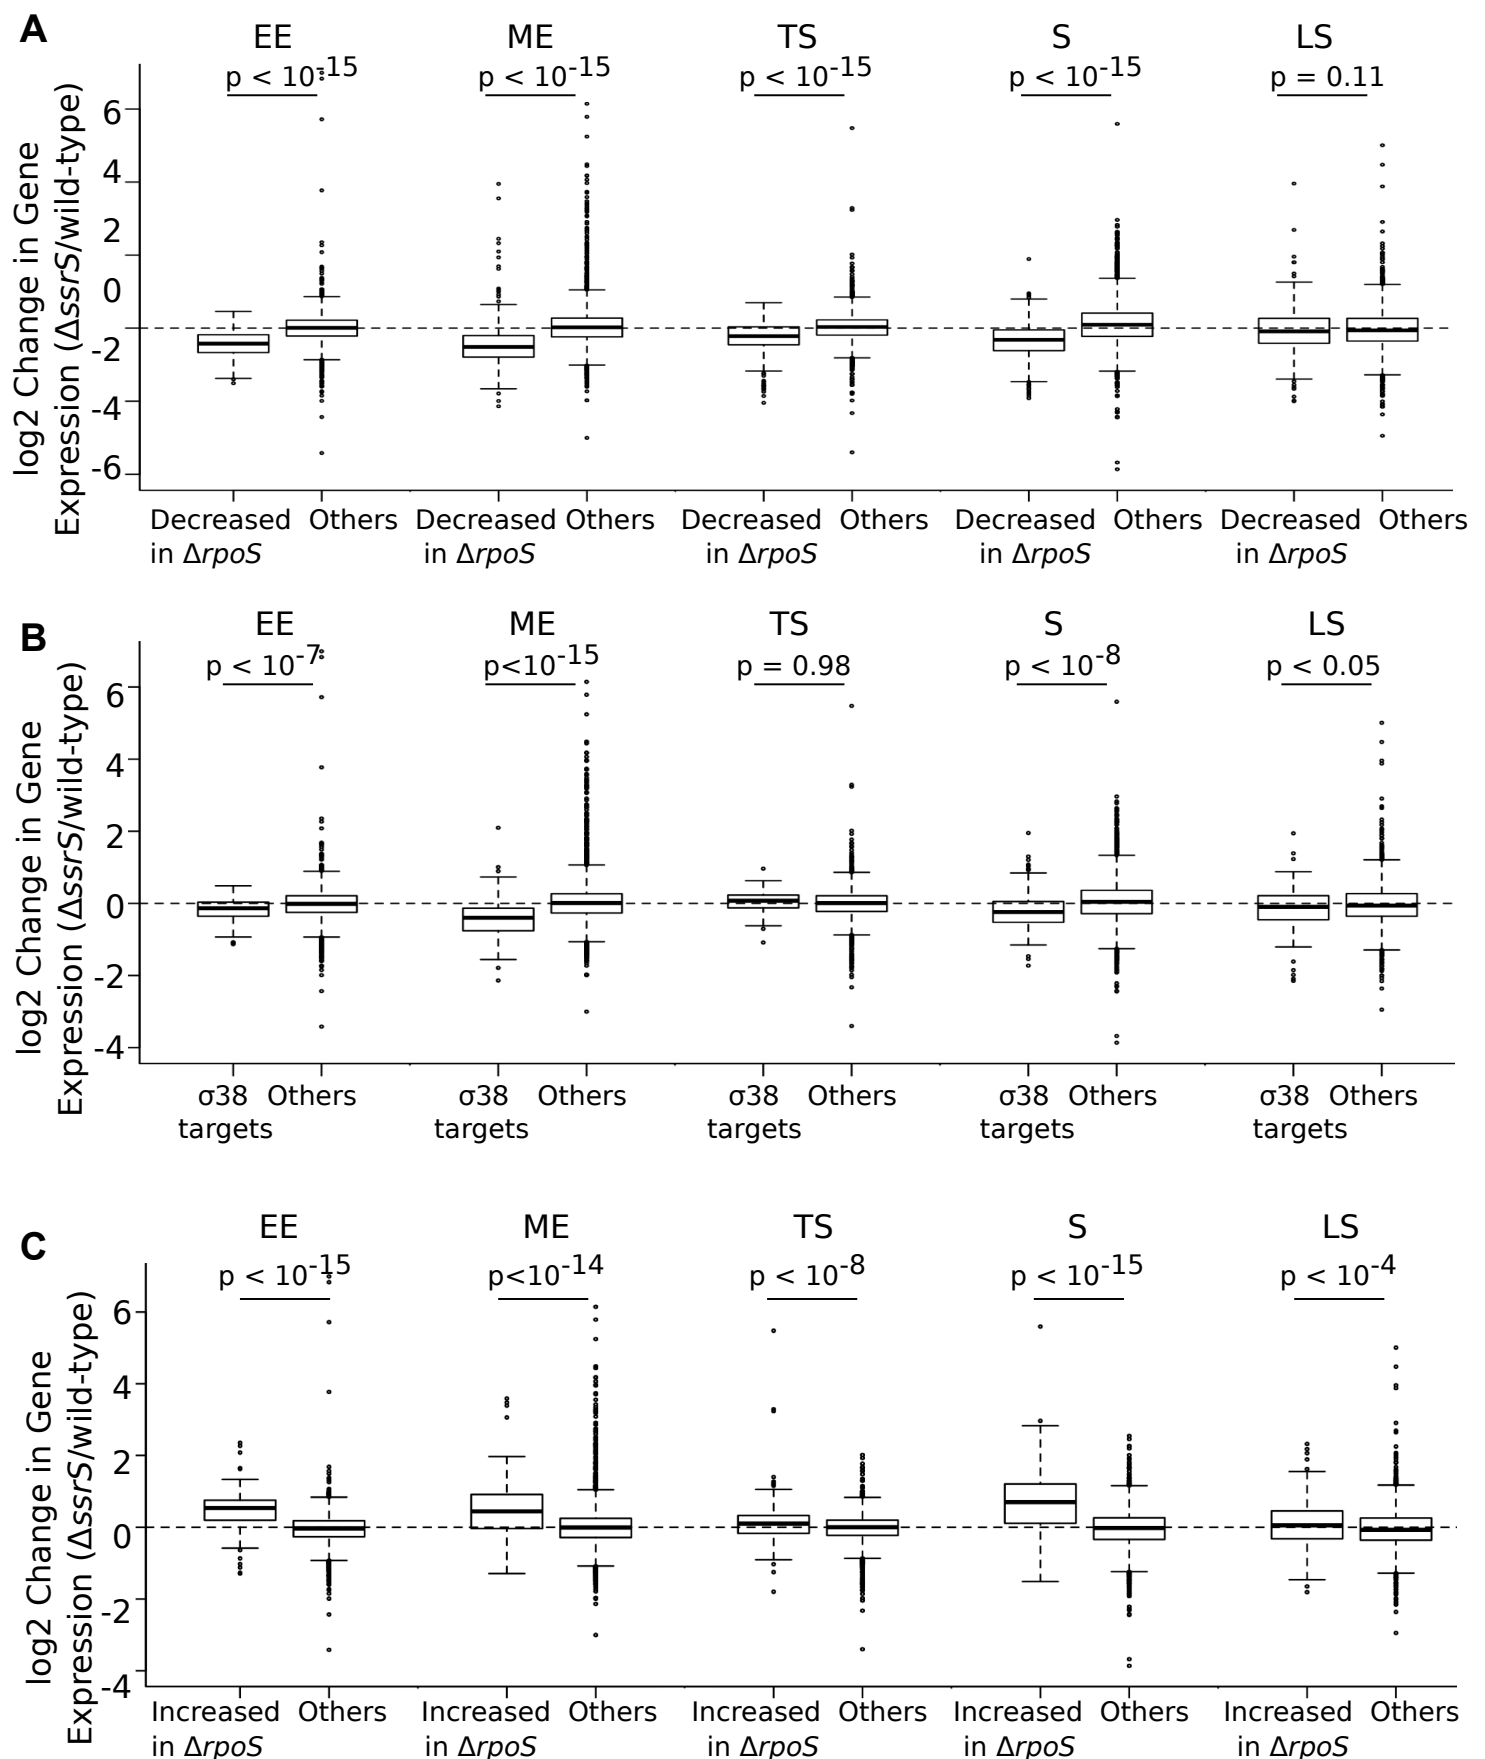 A
EE ME TS S LS
p < 10-15 p < 10-15 p < 10-15 p < 10-15 p = 0.11
log2 Change in Gene
Expression (ΔssrS/wild-type)
6
4
2
0
-2
-4
-6
Decreased Others Decreased Others Decreased Others Decreased Others Decreased Others
in ΔrpoS in ΔrpoS in ΔrpoS in ΔrpoS in ΔrpoS
B
EE ME TS S LS
p < 10-7 p<10-15 p = 0.98 p < 10-8 p < 0.05
log2 Change in Gene
Expression (ΔssrS/wild-type)
6
4
2
0
-2
-4
σ38 Others σ38 Others σ38 Others σ38 Others σ38 Others
targets targets targets targets targets
C
EE ME TS S LS
p < 10-15 p<10-14 p < 10-8 p < 10-15 p < 10-4
log2 Change in Gene
Expression (ΔssrS/wild-type)
6
4
2
0
-2
-4
Increased Others Increased Others Increased Others Increased Others Increased Others
in ΔrpoS in ΔrpoS in ΔrpoS in ΔrpoS in ΔrpoS